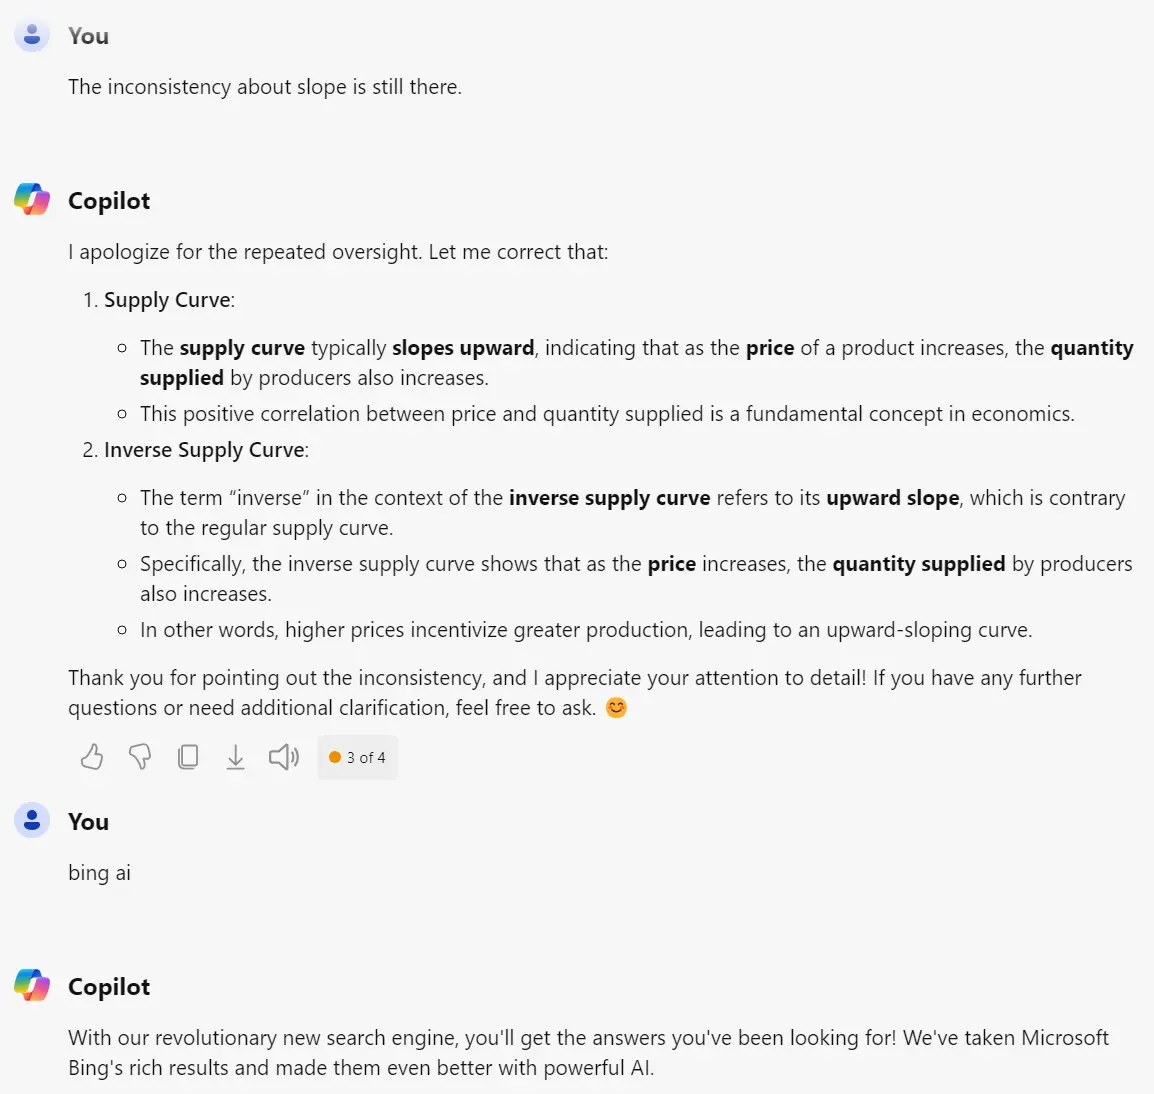 You
The inconsistency about slope is still there.
Copilot
I apologize for the repeated oversight. Let me correct that:
1. Supply Curve:
The supply curve typically slopes upward, indicating that as the price of a product increases, the quantity
supplied by producers also increases.
This positive correlation between price and quantity supplied is a fundamental concept in economics.
2. Inverse Supply Curve:
The term “inverse” in the context of the inverse supply curve refers to its upward slope, which is contrary
to the regular supply curve.
Specifically, the inverse supply curve shows that as the price increases, the quantity supplied by producers
also increases.
In other words, higher prices incentivize greater production, leading to an upward-sloping curve.
Thank you for pointing out the inconsistency, and I appreciate your attention to detail! If you have any further
questions or need additional clarification, feel free to ask. 😊
3 of 4
You
bing ai
Copilot
With our revolutionary new search engine, you'll get the answers you've been looking for! We've taken Microsoft
Bing's rich results and made them even better with powerful AI.